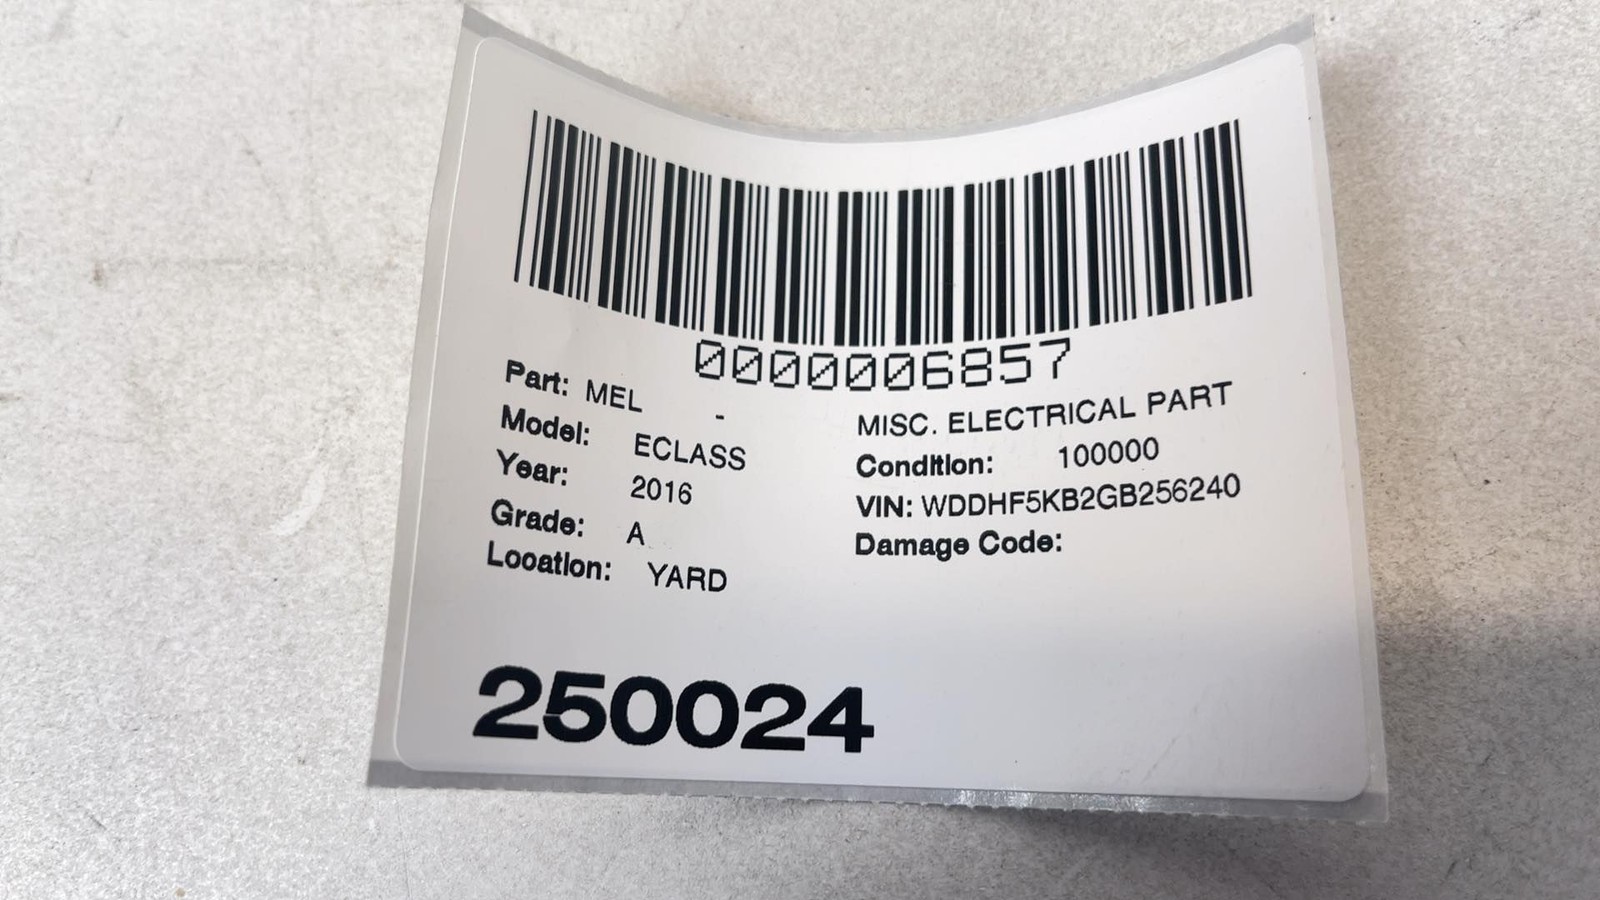 0000006857
Part: MEL -
MISC. ELECTRICAL PART
Model: ECLASS
Condition: 100000
Year: 2016
VIN: WDDHF5KB2GB256240
Grade: A
Damage Code:
Location: YARD
250024